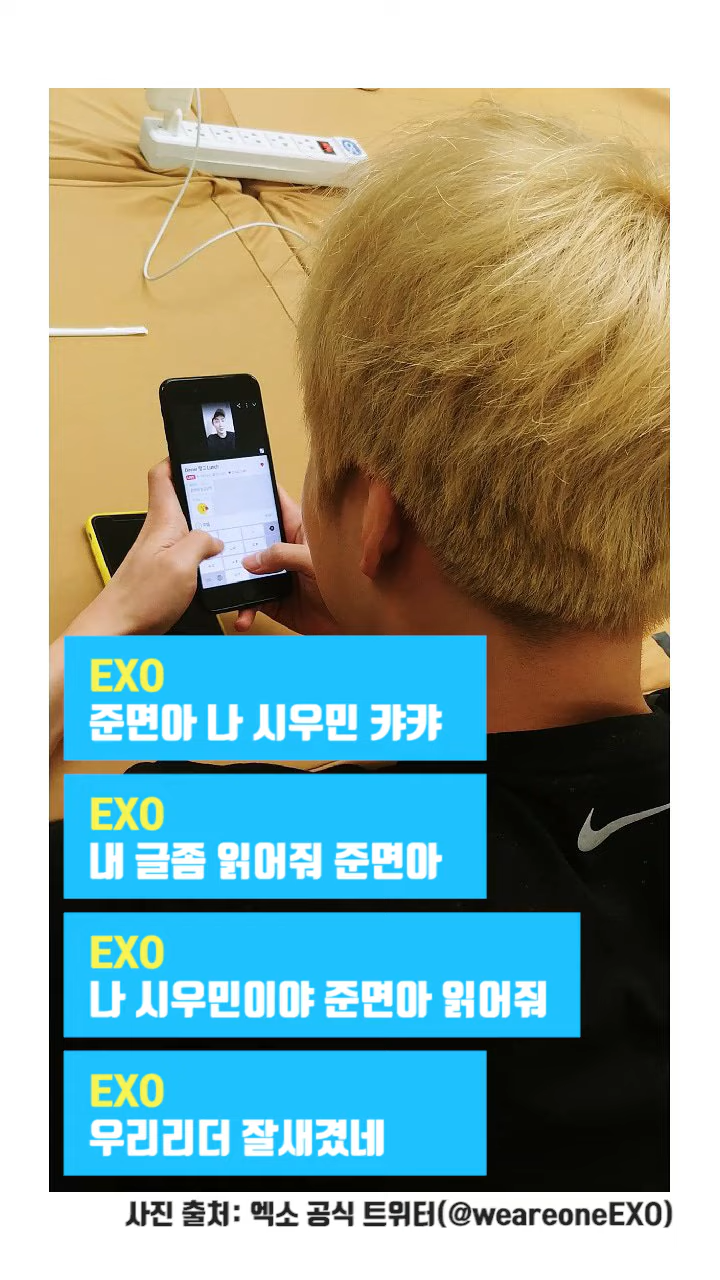 EXO
준면아 나 시우민 캬캬
EXO
내 글좀 읽어줘 준면아
EXO
나 시우민이야 준면아 읽어줘
EXO
우리리더 잘새겼네
사진 출처: 엑소 공식 트위터(@weareoneEXO)